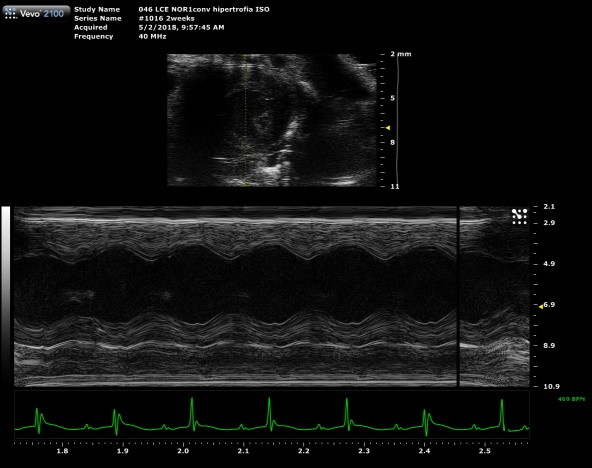 Vevo 2100
Study Name 046 LCE NOR1conv hipertrofia ISO
Series Name #1016 2weeks
Acquired 5/2/2018, 9:57:45 AM
Frequency 40 MHz
2 mm
5
8
11
2.1
2.9
4.9
6.9
8.9
10.9
469 BPM
1.8 1.9 2.0 2.1 2.2 2.3 2.4 2.5